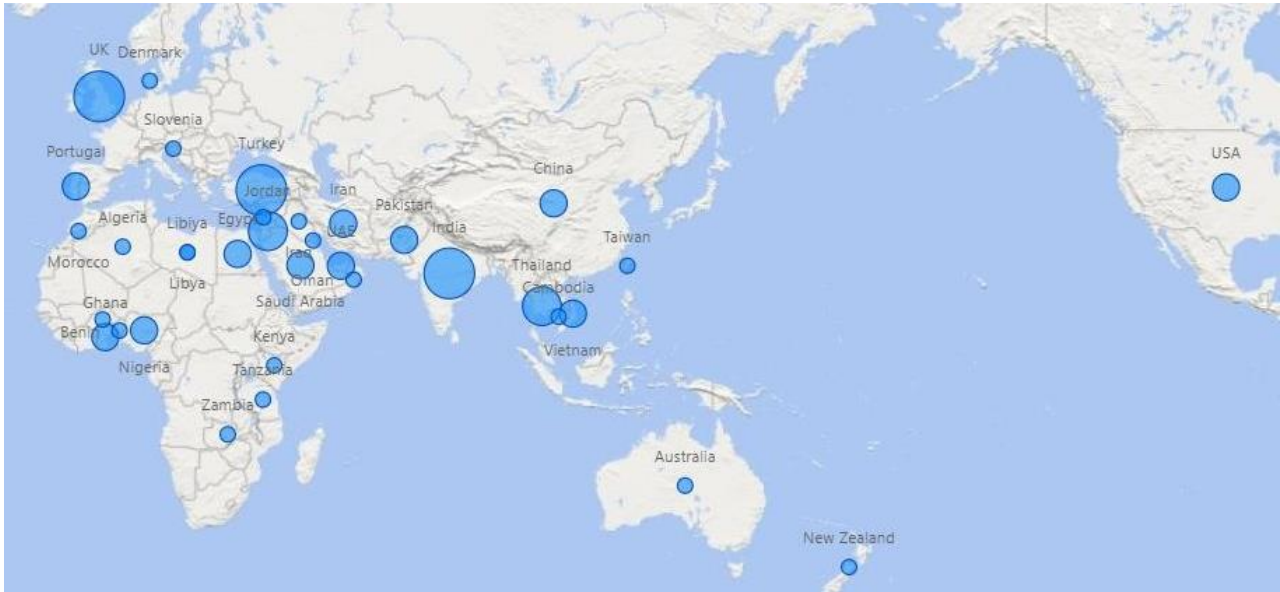 UK
Denmark
Slovenia
Turkey
Portugal
China
USA
Jordan
Iran
Pakistan
Algeria
Libiya
Egypt
UAE
India
Taiwan
Morocco
Iraq
Thailand
Libya
Oman
Cambodia
Ghana
Saudi Arabia
Benin
Kenya
Vietnam
Nigeria
Tanzania
Zambia
Australia
New Zealand